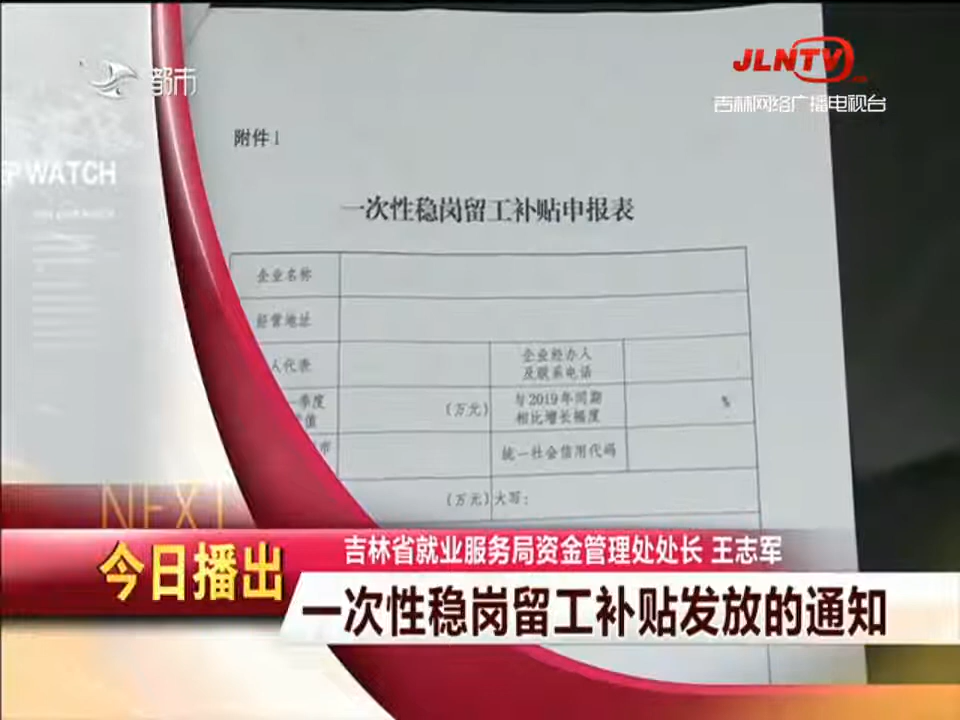 都市
JLNTV
吉林网络广播电视台
WATCH
附件1
一次性稳岗留工补贴申报表
企业名称
经营地址
人代表
企业经办人
及联系电话
一季度
值
(万元)
与2019年同期
相比增长幅度
%
市
统一社会信用代码
(万元)
大写:
NEXT
今日播出
吉林省就业服务局资金管理处处长 王志军
一次性稳岗留工补贴发放的通知